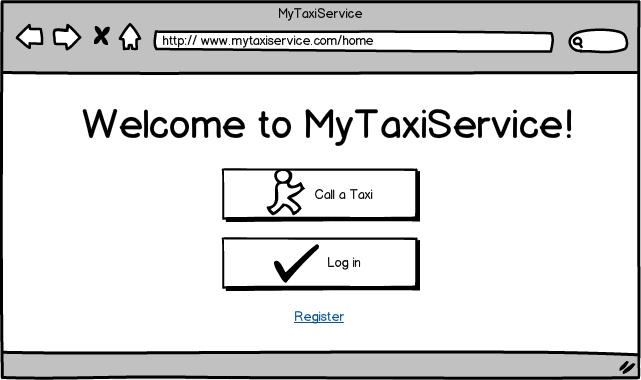 MyTaxiService
http:// www.mytaxiservice.com/home
Welcome to MyTaxiService!
Call a Taxi
Log in
Register